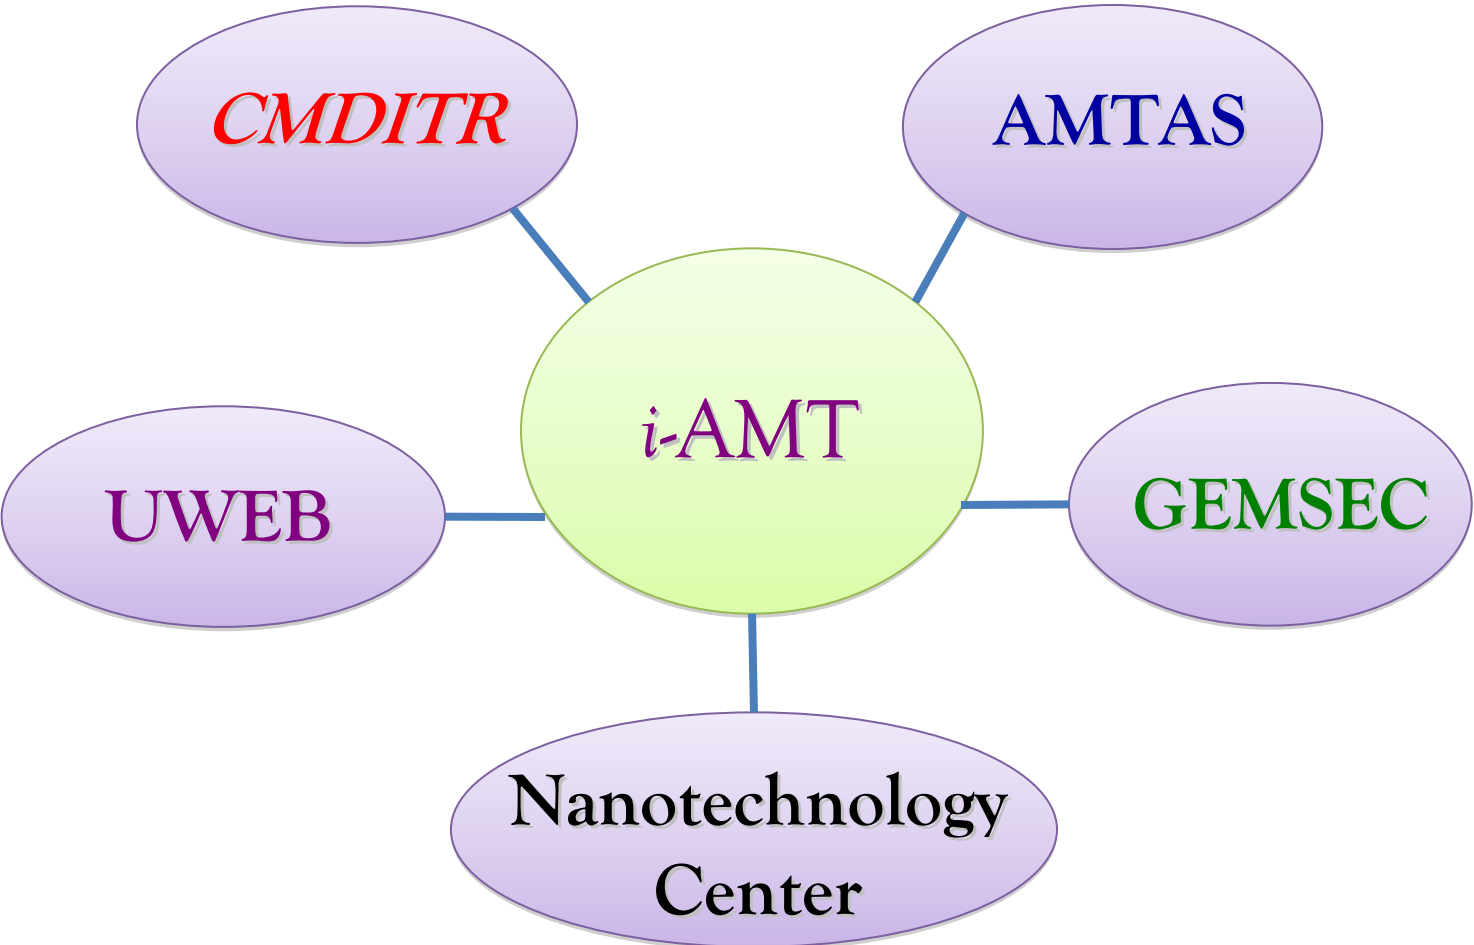 CMDITR
AMTAS
i-AMT
UWEB
GEMSEC
Nanotechnology
Center